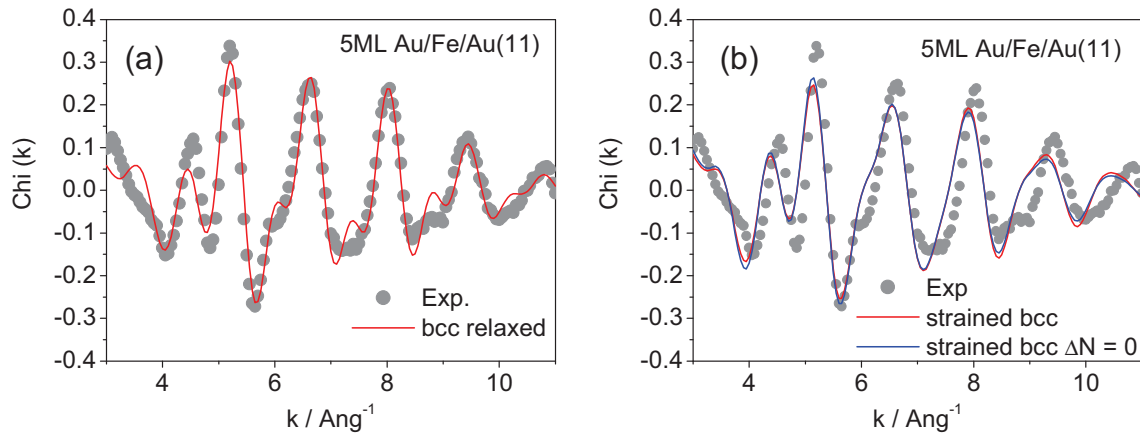 (a)
5ML Au/Fe/Au(11)
0.4
0.3
0.2
0.1
0.0
-0.1
-0.2
-0.3
-0.4
Chi (k)
Exp.
bcc relaxed
4 6 8 10
k / Ang⁻¹
(b)
5ML Au/Fe/Au(11)
0.4
0.3
0.2
0.1
0.0
-0.1
-0.2
-0.3
-0.4
Chi (k)
Exp
strained bcc
strained bcc ΔN = 0
4 6 8 10
k / Ang⁻¹